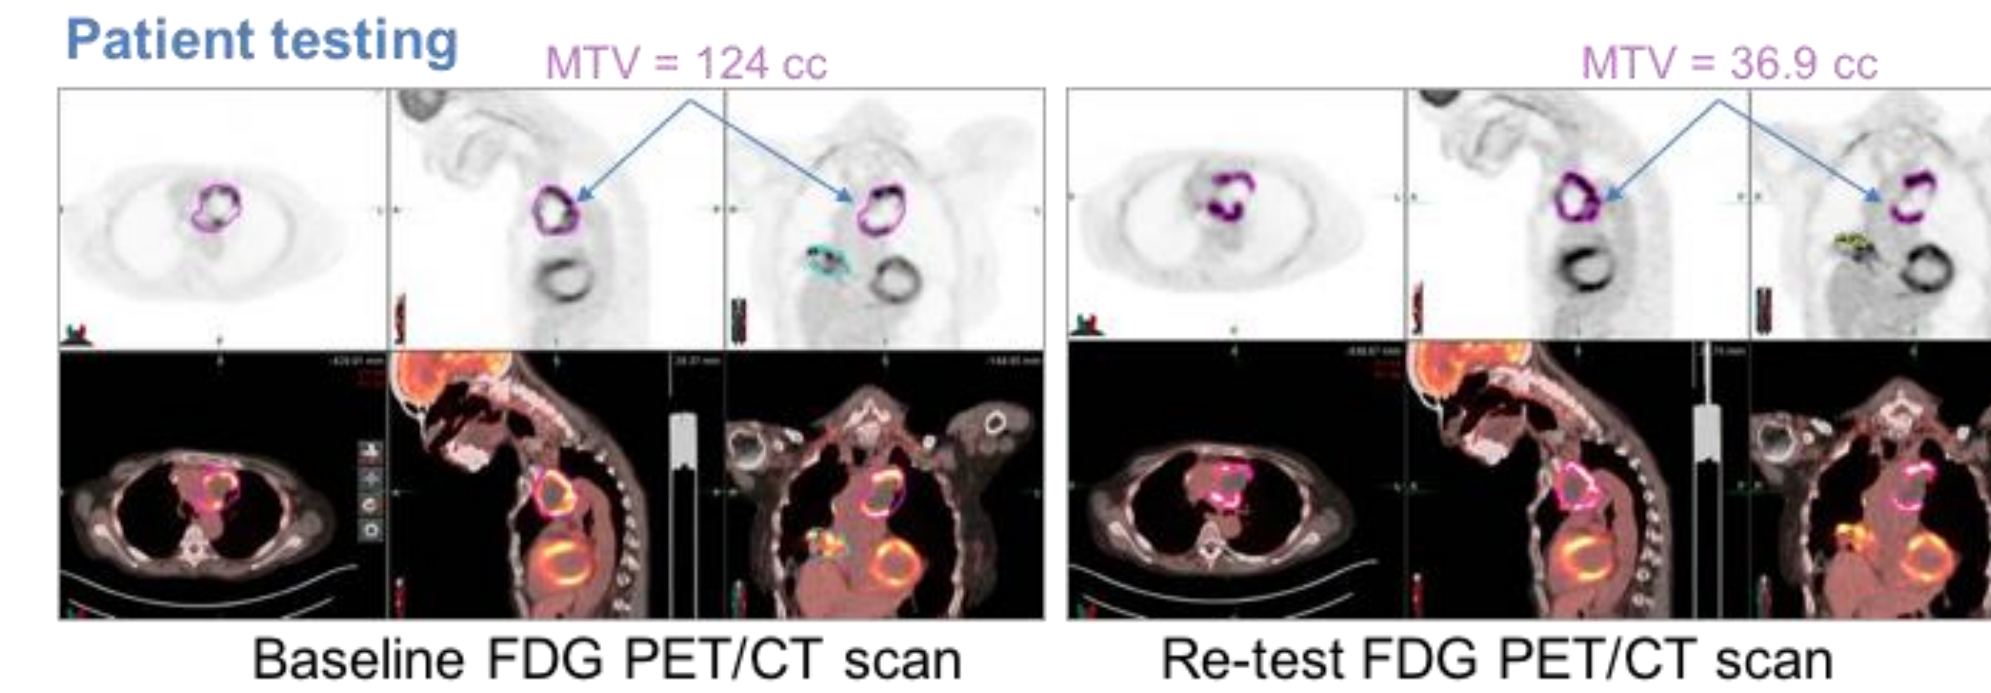 Patient testing
MTV = 124 cc
MTV = 36.9 cc
Baseline FDG PET/CT scan
Re-test FDG PET/CT scan